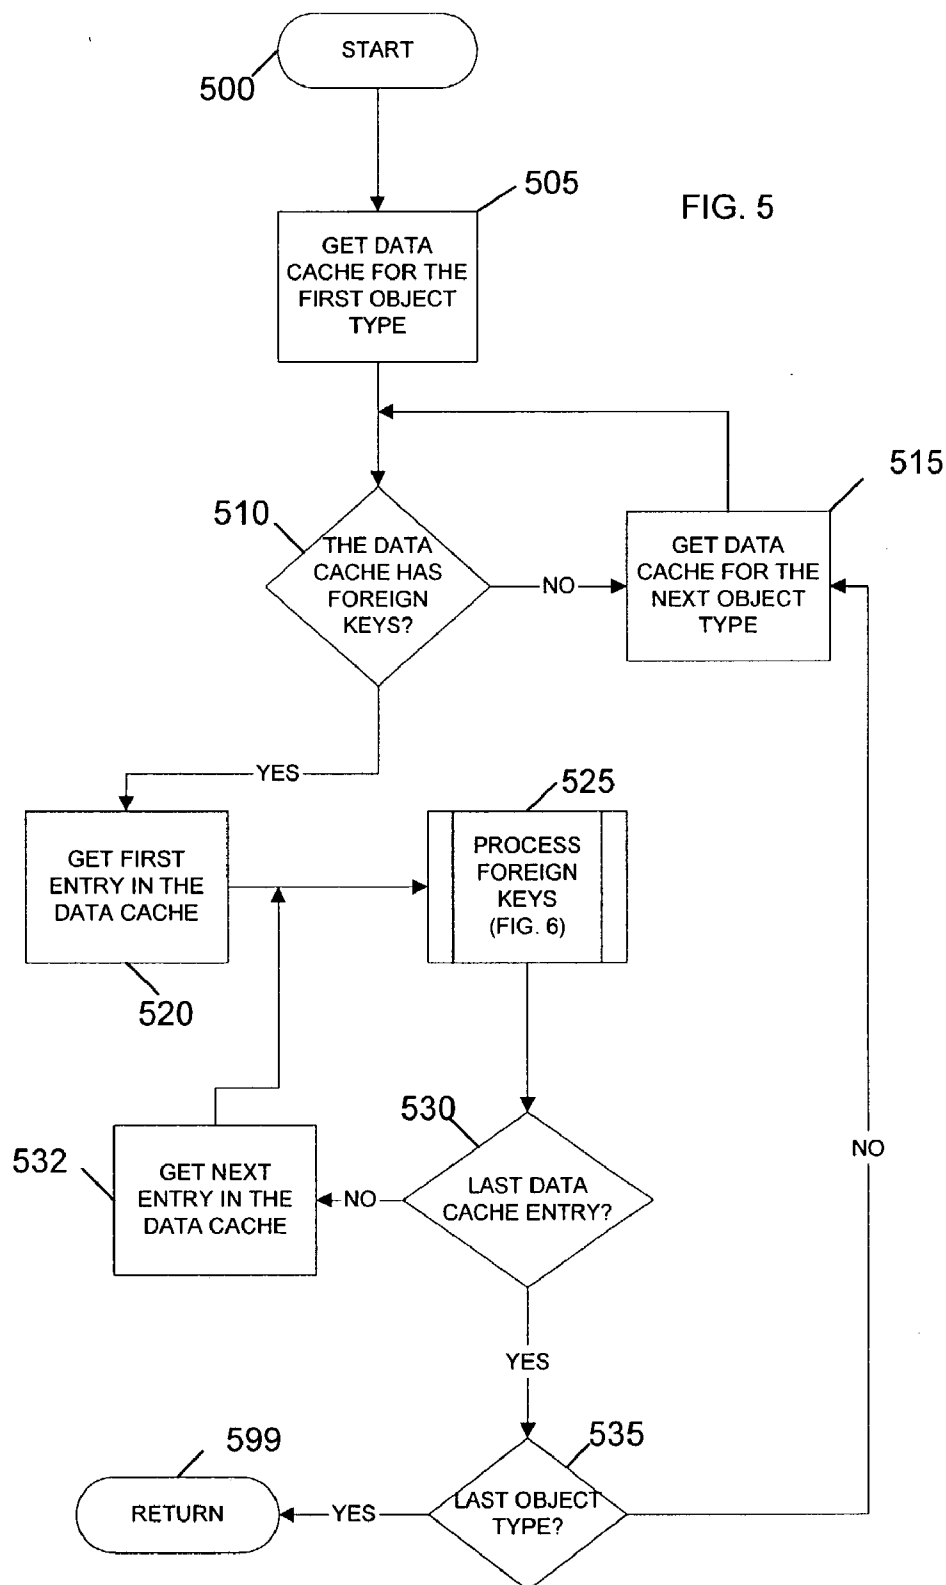 START
500
505
FIG. 5
GET DATA
CACHE FOR THE
FIRST OBJECT
TYPE
515
510
THE DATA
CACHE HAS
FOREIGN
KEYS?
NO
GET DATA
CACHE FOR THE
NEXT OBJECT
TYPE
YES
525
GET FIRST
ENTRY IN THE
DATA CACHE
PROCESS
FOREIGN
KEYS
(FIG. 6)
520
530
532
GET NEXT
ENTRY IN THE
DATA CACHE
NO
LAST DATA
CACHE ENTRY?
NO
YES
599
535
RETURN
YES
LAST OBJECT
TYPE?